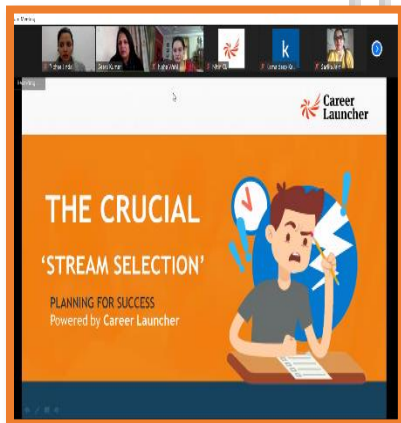 k
Career
Launcher
THE CRUCIAL
'STREAM SELECTION'
PLANNING FOR SUCCESS
Powered by Career Launcher